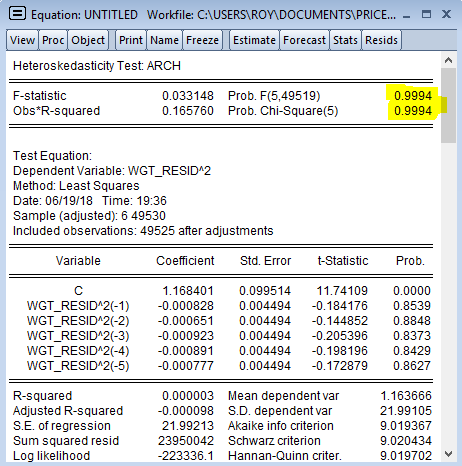 Equation: UNTITLED Workfile: C:\USERS\ROY\DOCUMENTS\PRICE...
View Proc Object Print Name Freeze Estimate Forecast Stats Resids
Heteroskedasticity Test: ARCH
F-statistic 0.033148 Prob. F(5,49519) 0.9994
Obs*R-squared 0.165760 Prob. Chi-Square(5) 0.9994
Test Equation:
Dependent Variable: WGT_RESID^2
Method: Least Squares
Date: 06/19/18 Time: 19:36
Sample (adjusted): 6 49530
Included observations: 49525 after adjustments
Variable Coefficient Std. Error t-Statistic Prob.
C 1.168401 0.099514 11.74109 0.0000
WGT_RESID^2(-1) -0.000828 0.004494 -0.184176 0.8539
WGT_RESID^2(-2) -0.000651 0.004494 -0.144852 0.8848
WGT_RESID^2(-3) -0.000923 0.004494 -0.205396 0.8373
WGT_RESID^2(-4) -0.000891 0.004494 -0.198196 0.8429
WGT_RESID^2(-5) -0.000777 0.004494 -0.172879 0.8627
R-squared 0.000003 Mean dependent var 1.163666
Adjusted R-squared -0.000098 S.D. dependent var 21.99105
S.E. of regression 21.99213 Akaike info criterion 9.019367
Sum squared resid 23950042 Schwarz criterion 9.020434
Log likelihood -223336.1 Hannan-Quinn criter. 9.019702